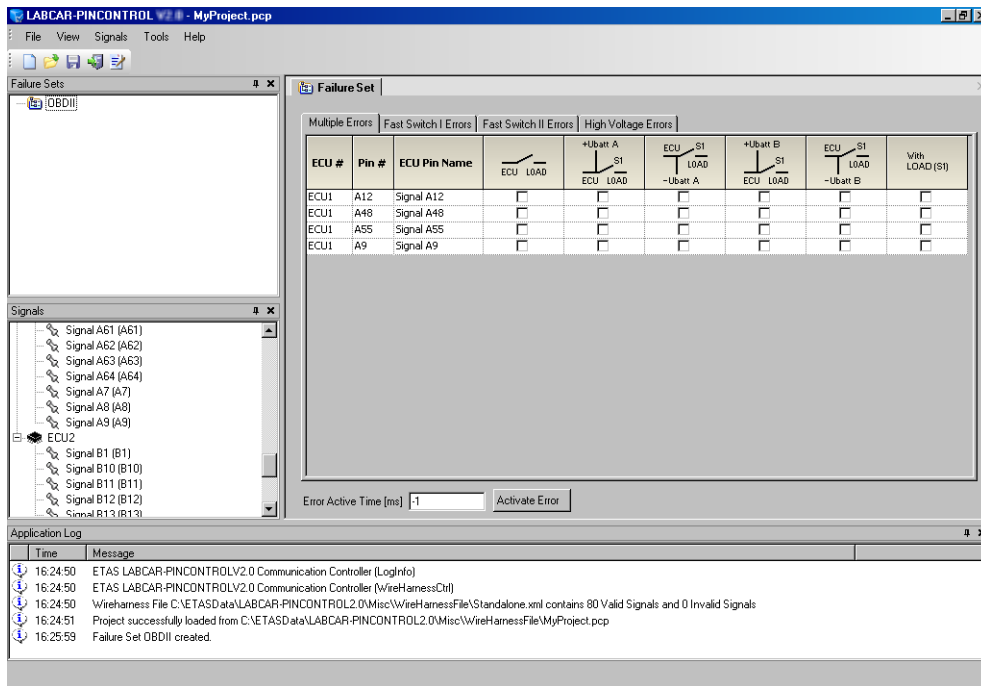 LABCAR-PINCONTROL V2.0 - MyProject.pcp
File View Signals Tools Help
Failure Sets
OBDII
Failure Set
Multiple Errors Fast Switch I Errors Fast Switch II Errors High Voltage Errors
ECU # Pin # ECU Pin Name ECU LOAD +Ubatt A S1 ECU LOAD ECU S1 LOAD -Ubatt A +Ubatt B S1 ECU LOAD ECU S1 LOAD -Ubatt B With LOAD (S1)
ECU1 A12 Signal A12
ECU1 A48 Signal A48
ECU1 A55 Signal A55
ECU1 A9 Signal A9
Signals
Signal A61 (A61)
Signal A62 (A62)
Signal A63 (A63)
Signal A64 (A64)
Signal A7 (A7)
Signal A8 (A8)
Signal A9 (A9)
ECU2
Signal B1 (B1)
Signal B10 (B10)
Signal B11 (B11)
Signal B12 (B12)
Signal B13 (B13)
Error Active Time [ms] -1 Activate Error
Application Log
Time Message
16:24:50 ETAS LABCAR-PINCONTROLV2.0 Communication Controller (LogInfo)
16:24:50 ETAS LABCAR-PINCONTROLV2.0 Communication Controller (WireHarnessCtrl)
16:24:50 Wireharness File C:\ETASData\LABCAR-PINCONTROL2.0\Misc\WireHarnessFile\Standalone.xml contains 80 Valid Signals and 0 Invalid Signals
16:24:51 Project successfully loaded from C:\ETASData\LABCAR-PINCONTROL2.0\Misc\WireHarnessFile\MyProject.pcp
16:25:59 Failure Set OBDII created.